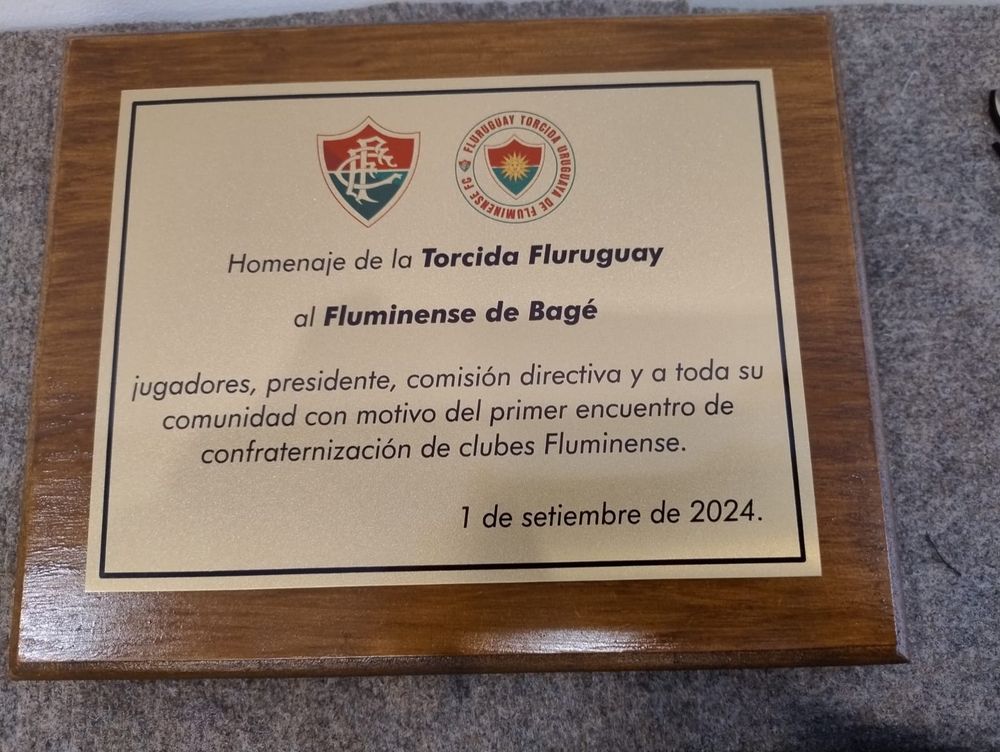 FLURUGUAY TORCIDA URUGUAYA DE FLUMINENSE FC
Homenaje de la Torcida Fluruguay
al Fluminense de Bagé
jugadores, presidente, comisión directiva y a toda su
comunidad con motivo del primer encuentro de
confraternización de clubes Fluminense.
1 de setiembre de 2024.